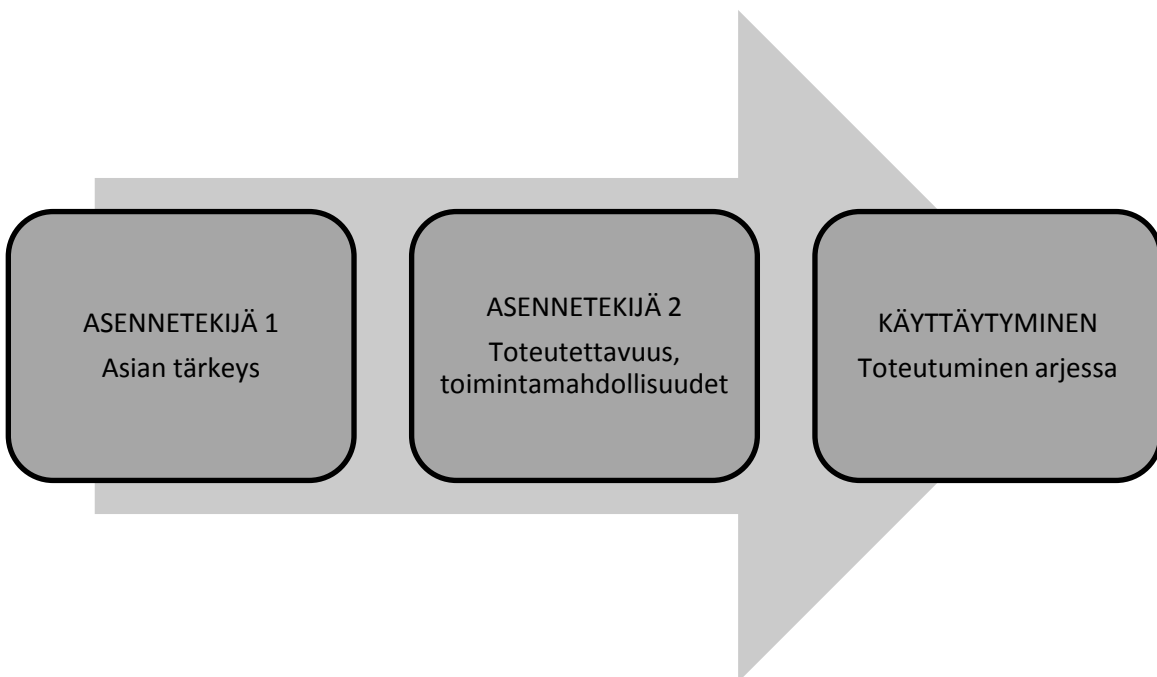 ASENNETEKIJÄ 1
Asian tärkeys
ASENNETEKIJÄ 2
Toteutettavuus,
toimintamahdollisuudet
KÄYTTÄYTYMINEN
Toteutuminen arjessa